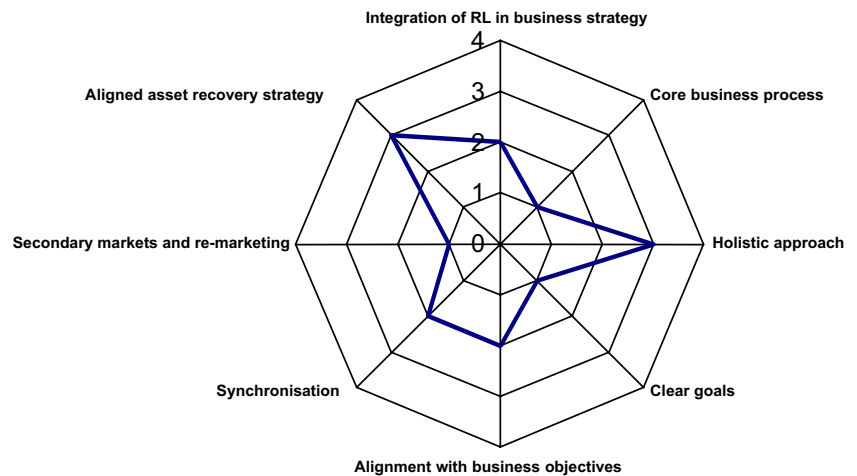 Integration of RL in business strategy
4
Aligned asset recovery strategy
Core business process
3
2
1
Secondary markets and re-marketing
0
Holistic approach
Synchronisation
Clear goals
Alignment with business objectives